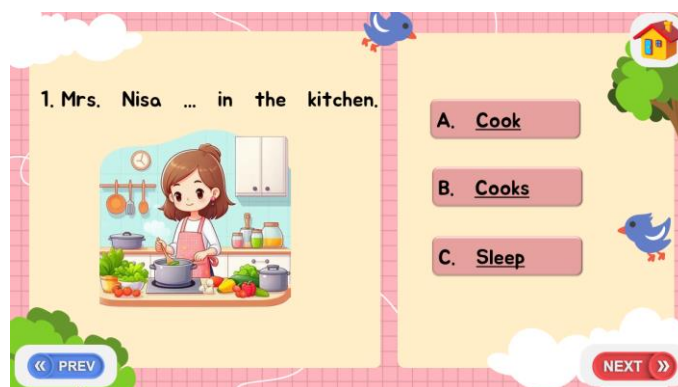 1. Mrs. Nisa ... in the kitchen.
A. Cook
B. Cooks
C. Sleep
« PREV
NEXT »